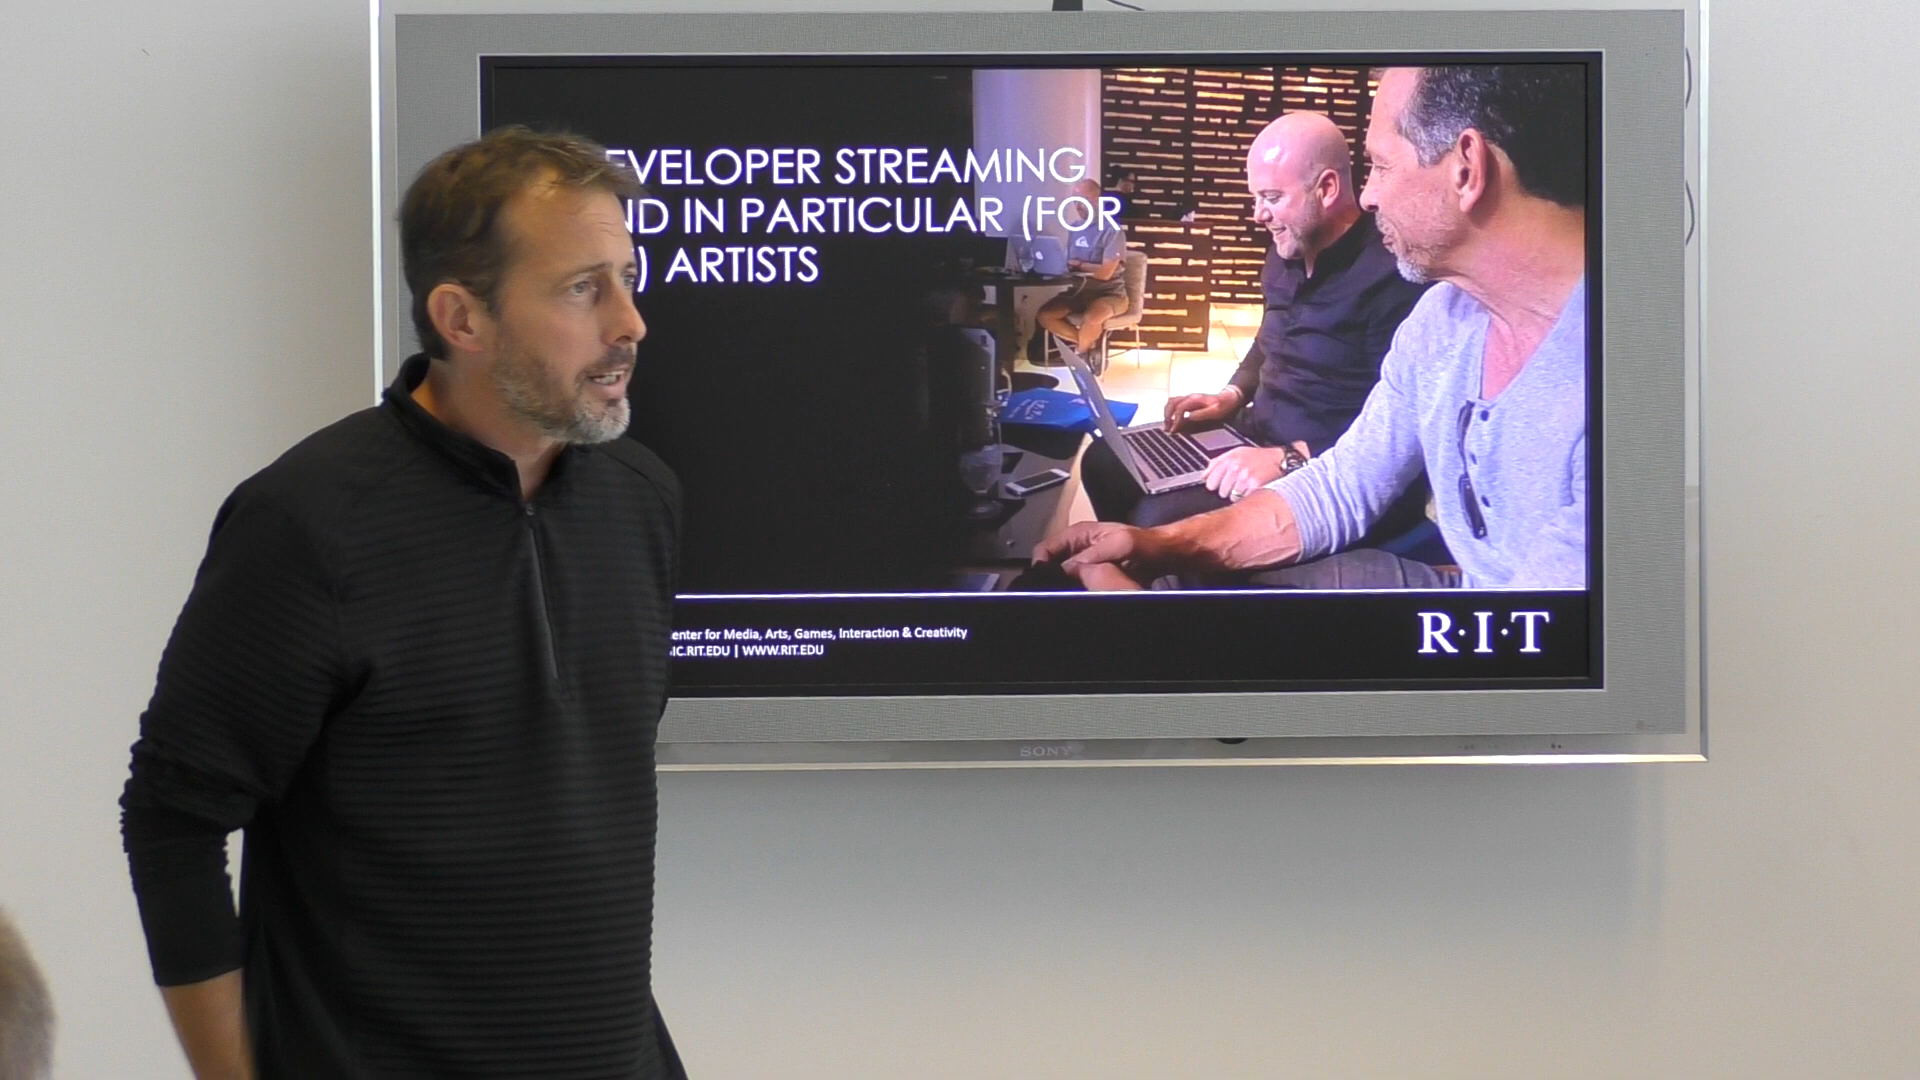 EVELOPER STREAMING
ND IN PARTICULAR (FOR
) ARTISTS
enter for Media, Arts, Games, Interaction & Creativity
IC.RIT.EDU | WWW.RIT.EDU
R·I·T
SONY